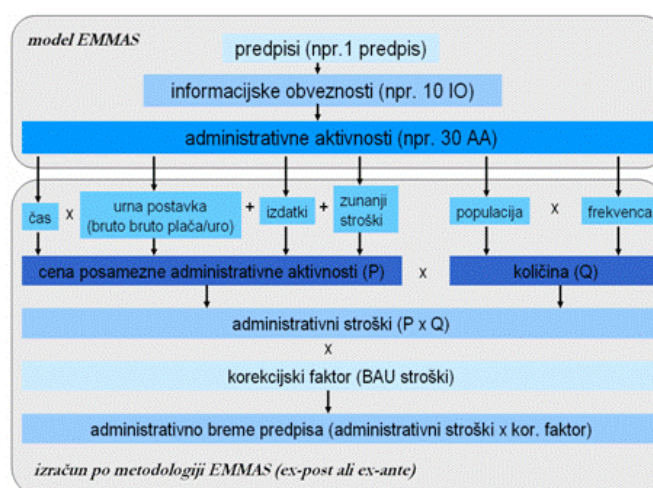 model EMMAS
predpisi (npr.1 predpis)
informacijske obveznosti (npr. 10 IO)
administrativne aktivnosti (npr. 30 AA)
čas
x
urna postavka
(bruto bruto plača/uro)
+
izdatki
+
zunanji
stroški
populacija
x
frekvenca
cena posamezne administrativne aktivnosti (P)
x
količina (Q)
administrativni stroški (P x Q)
x
korekcijski faktor (BAU stroški)
administrativno breme predpisa (administrativni stroški x kor. faktor)
izračun po metodologiji EMMAS (ex-post ali ex-ante)